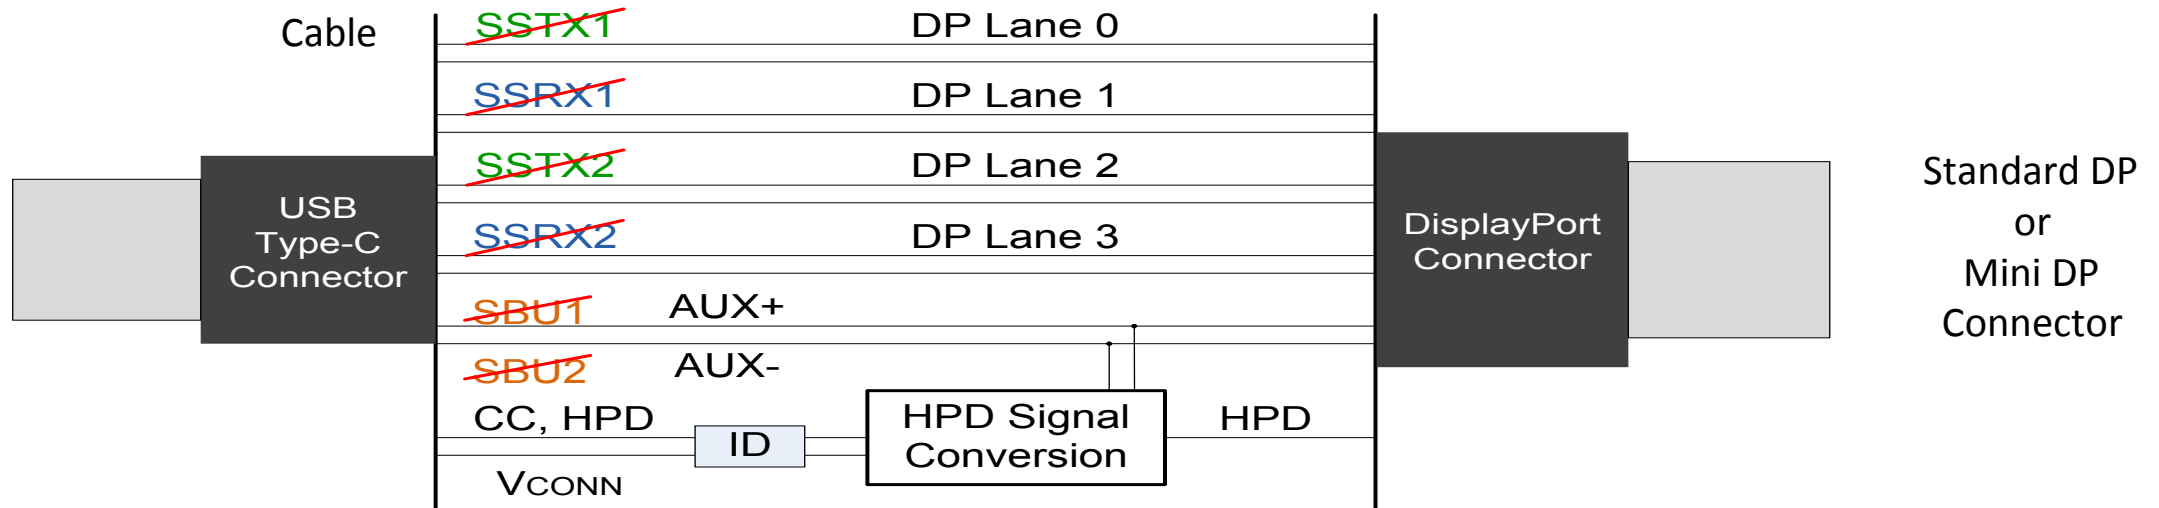 Cable
SSTX1 DP Lane 0
SSRX1 DP Lane 1
SSTX2 DP Lane 2
SSRX2 DP Lane 3
SBU1 AUX+
SBU2 AUX-
CC, HPD
VCONN
ID
HPD Signal
Conversion
HPD
USB
Type-C
Connector
DisplayPort
Connector
Standard DP
or
Mini DP
Connector